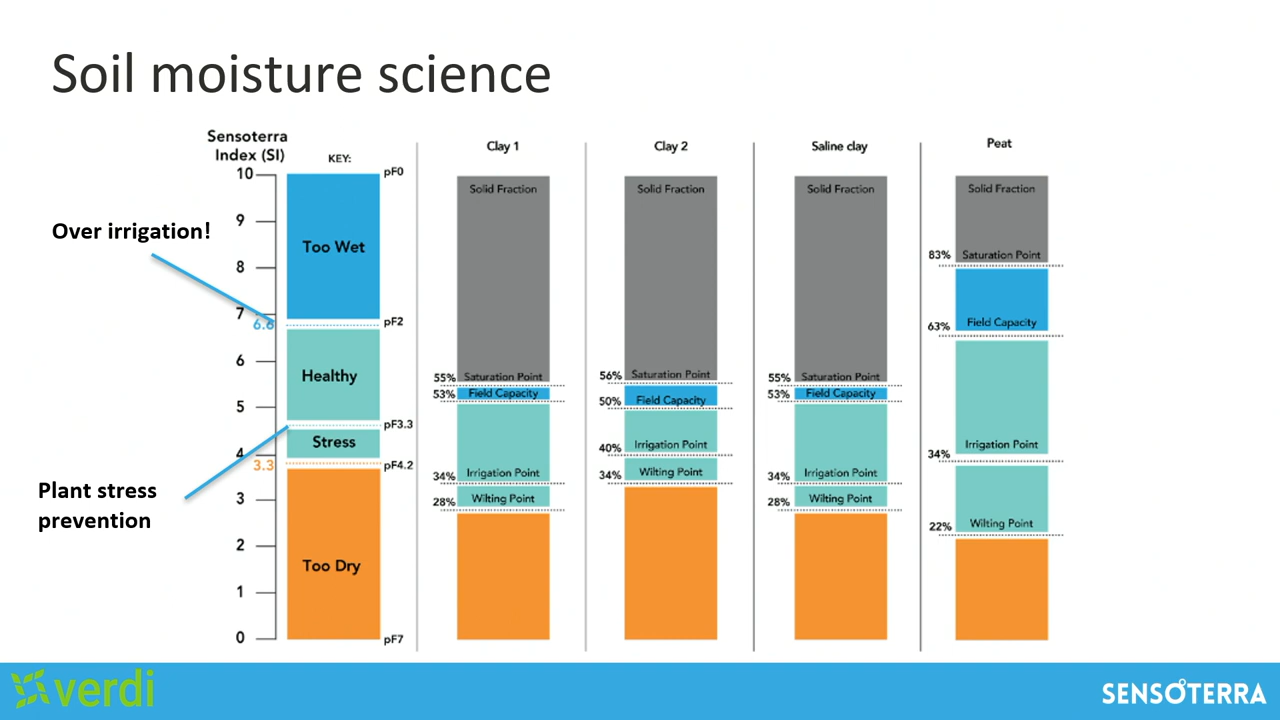 Soil moisture science
Sensoterra
Index (SI)
KEY:
10
9
8
7
6.6
6
5
4
3.3
3
2
1
0
pF0
Too Wet
pF2
Healthy
pF3.3
Stress
pF4.2
Too Dry
pF7
Over irrigation!
Plant stress
prevention
Clay 1
Solid Fraction
55% Saturation Point
53% Field Capacity
34% Irrigation Point
28% Wilting Point
Clay 2
Solid Fraction
56% Saturation Point
50% Field Capacity
40% Irrigation Point
34% Wilting Point
Saline clay
Solid Fraction
55% Saturation Point
53% Field Capacity
34% Irrigation Point
28% Wilting Point
Peat
Solid Fraction
83% Saturation Point
63% Field Capacity
34% Irrigation Point
22% Wilting Point
verdi
SENSOTERRA